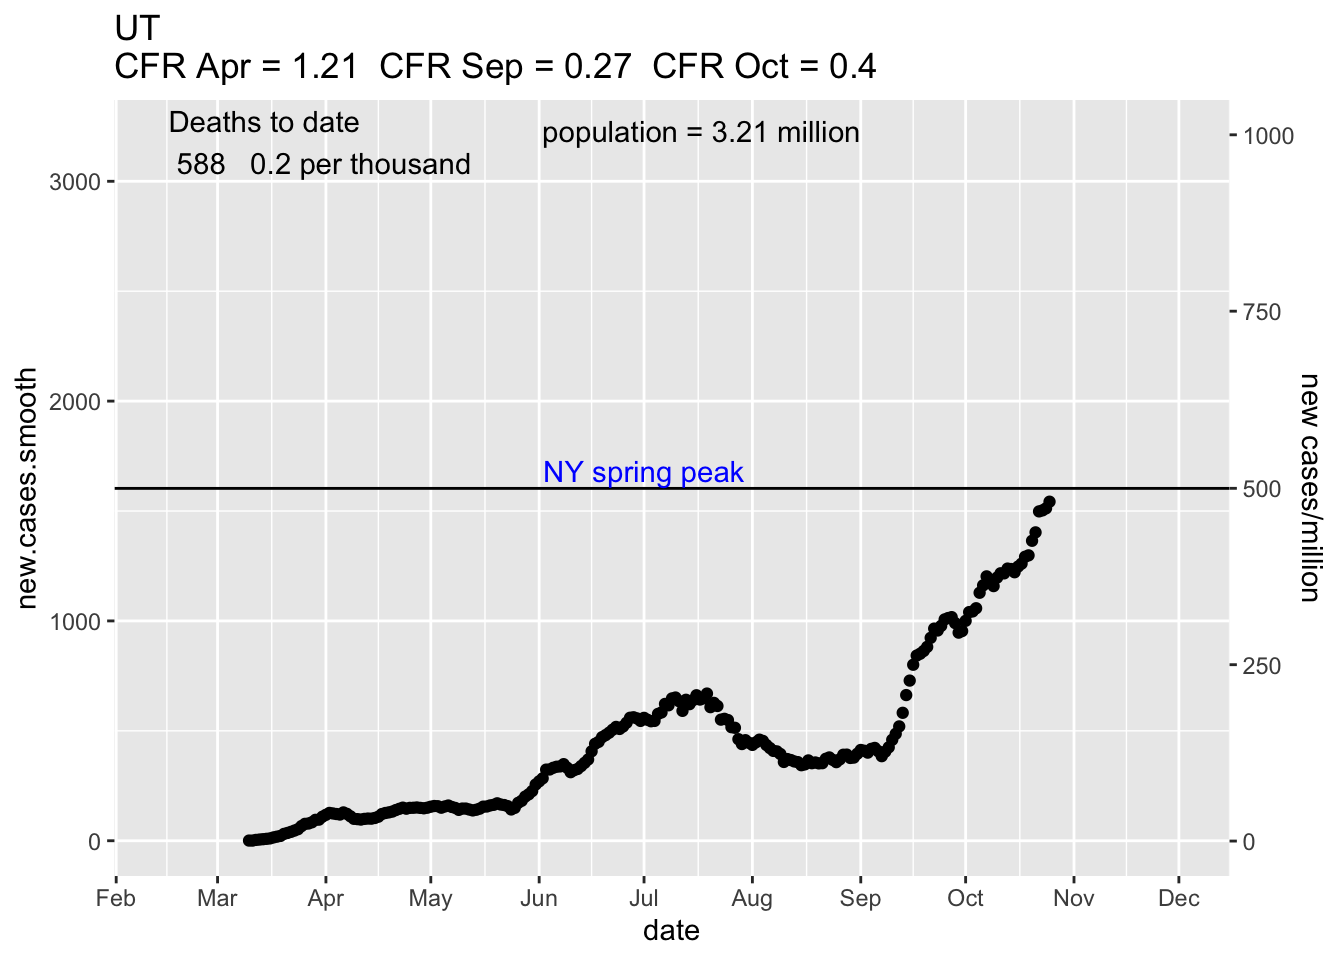 UT
CFR Apr = 1.21  CFR Sep = 0.27  CFR Oct = 0.4
Deaths to date
588   0.2 per thousand
population = 3.21 million
NY spring peak
new.cases.smooth
3000
2000
1000
0
new cases/million
1000
750
500
250
0
Feb Mar Apr May Jun Jul Aug Sep Oct Nov Dec
date